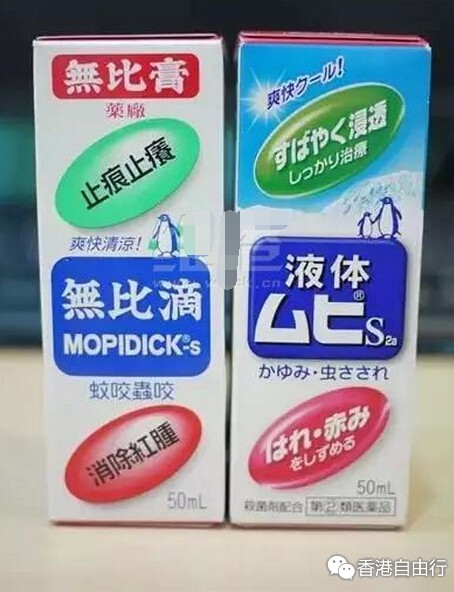 無比膏
藥廠
止痕止癢
爽快清涼!
無比滴
MOPIDICK®-s
蚊咬蟲咬
消除紅腫
50mL
爽快クール!
すばやく浸透
しっかり治療
液体
ムヒ®S2a
かゆみ・虫さされ
はれ・赤み
をしずめる
50mL
殺菌剤配合 指②類医薬品
香港自由行